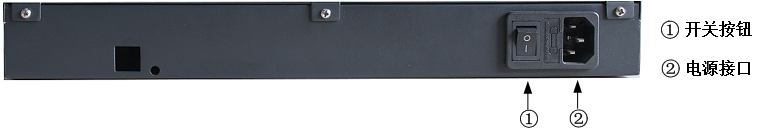 ① 开关按钮
② 电源接口
①
②